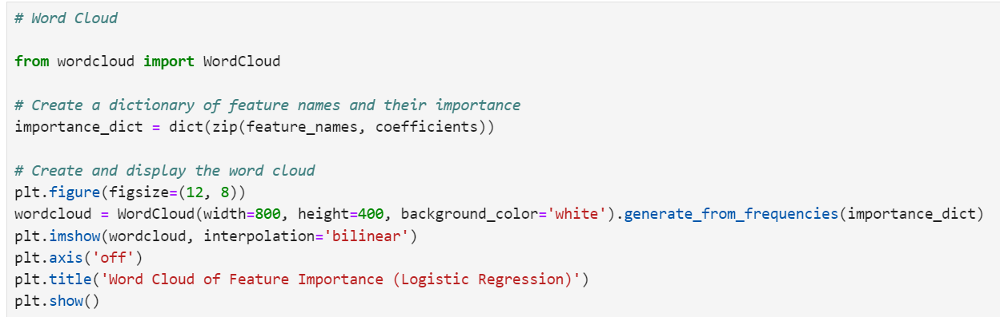 # Word Cloud
from wordcloud import WordCloud
# Create a dictionary of feature names and their importance
importance_dict = dict(zip(feature_names, coefficients))
# Create and display the word cloud
plt.figure(figsize=(12, 8))
wordcloud = WordCloud(width=800, height=400, background_color='white').generate_from_frequencies(importance_dict)
plt.imshow(wordcloud, interpolation='bilinear')
plt.axis('off')
plt.title('Word Cloud of Feature Importance (Logistic Regression)')
plt.show()